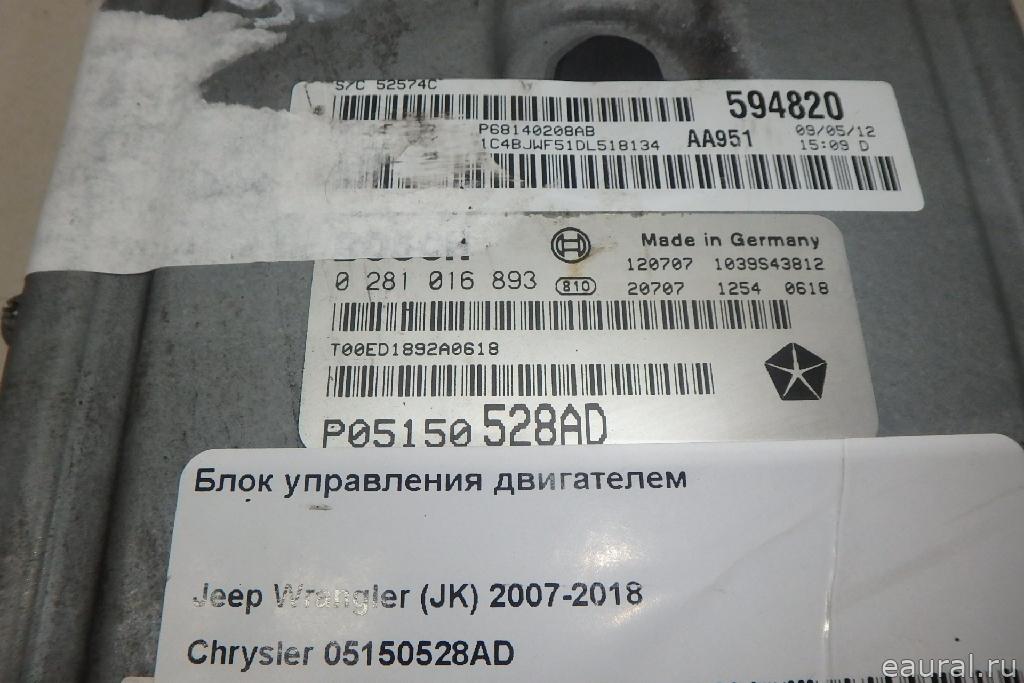 S/C 52574C
594820
P68140208AB
1C4BJWF51DL518134
AA951
09/05/12
15:09 D
BOSCH
Made in Germany
0 281 016 893
810
120707 1039S43812
20707 1254 0618
T00ED1892A0618
P05150 528AD
Блок управления двигателем
Jeep Wrangler (JK) 2007-2018
Chrysler 05150528AD
eaural.ru